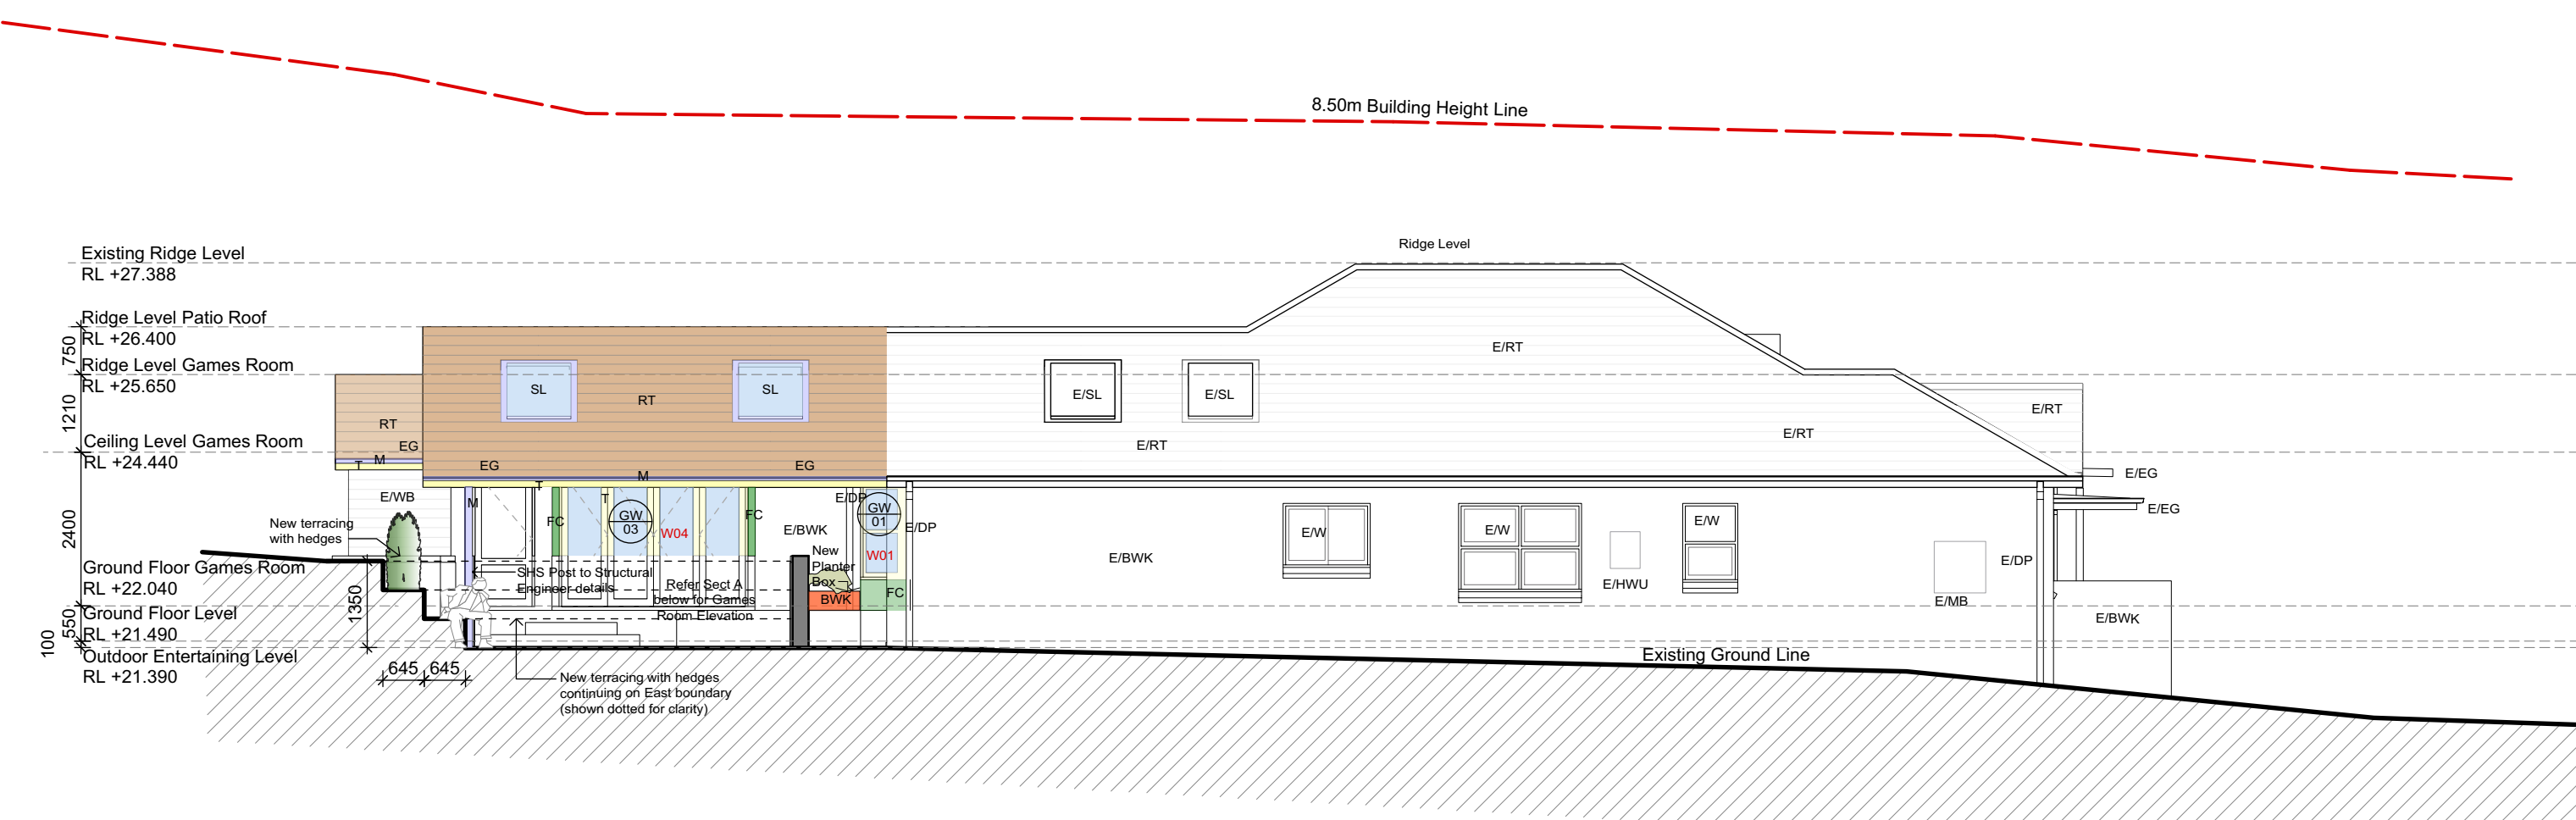 8.50m Building Height Line
Ridge Level
Existing Ridge Level
RL +27.388
Ridge Level Patio Roof
RL +26.400
750
Ridge Level Games Room
RL +25.650
1210
Ceiling Level Games Room
RL +24.440
2400
Ground Floor Games Room
RL +22.040
550
Ground Floor Level
RL +21.490
100
Outdoor Entertaining Level
RL +21.390
1350
645
645
RT
EG
M
T
E/WB
New terracing
with hedges
SL
SL
RT
EG
EG
M
T
T
M
FC
GW
03
W04
FC
E/BWK
E/DP
GW
01
W01
E/DP
New
Planter
Box
BWK
FC
SHS Post to Structural
Engineer details
Refer Sect A
below for Games
Room Elevation
New terracing with hedges
continuing on East boundary
(shown dotted for clarity)
E/SL
E/SL
E/RT
E/RT
E/RT
E/RT
E/EG
E/EG
E/BWK
E/W
E/W
E/W
E/HWU
E/MB
E/DP
E/BWK
Existing Ground Line